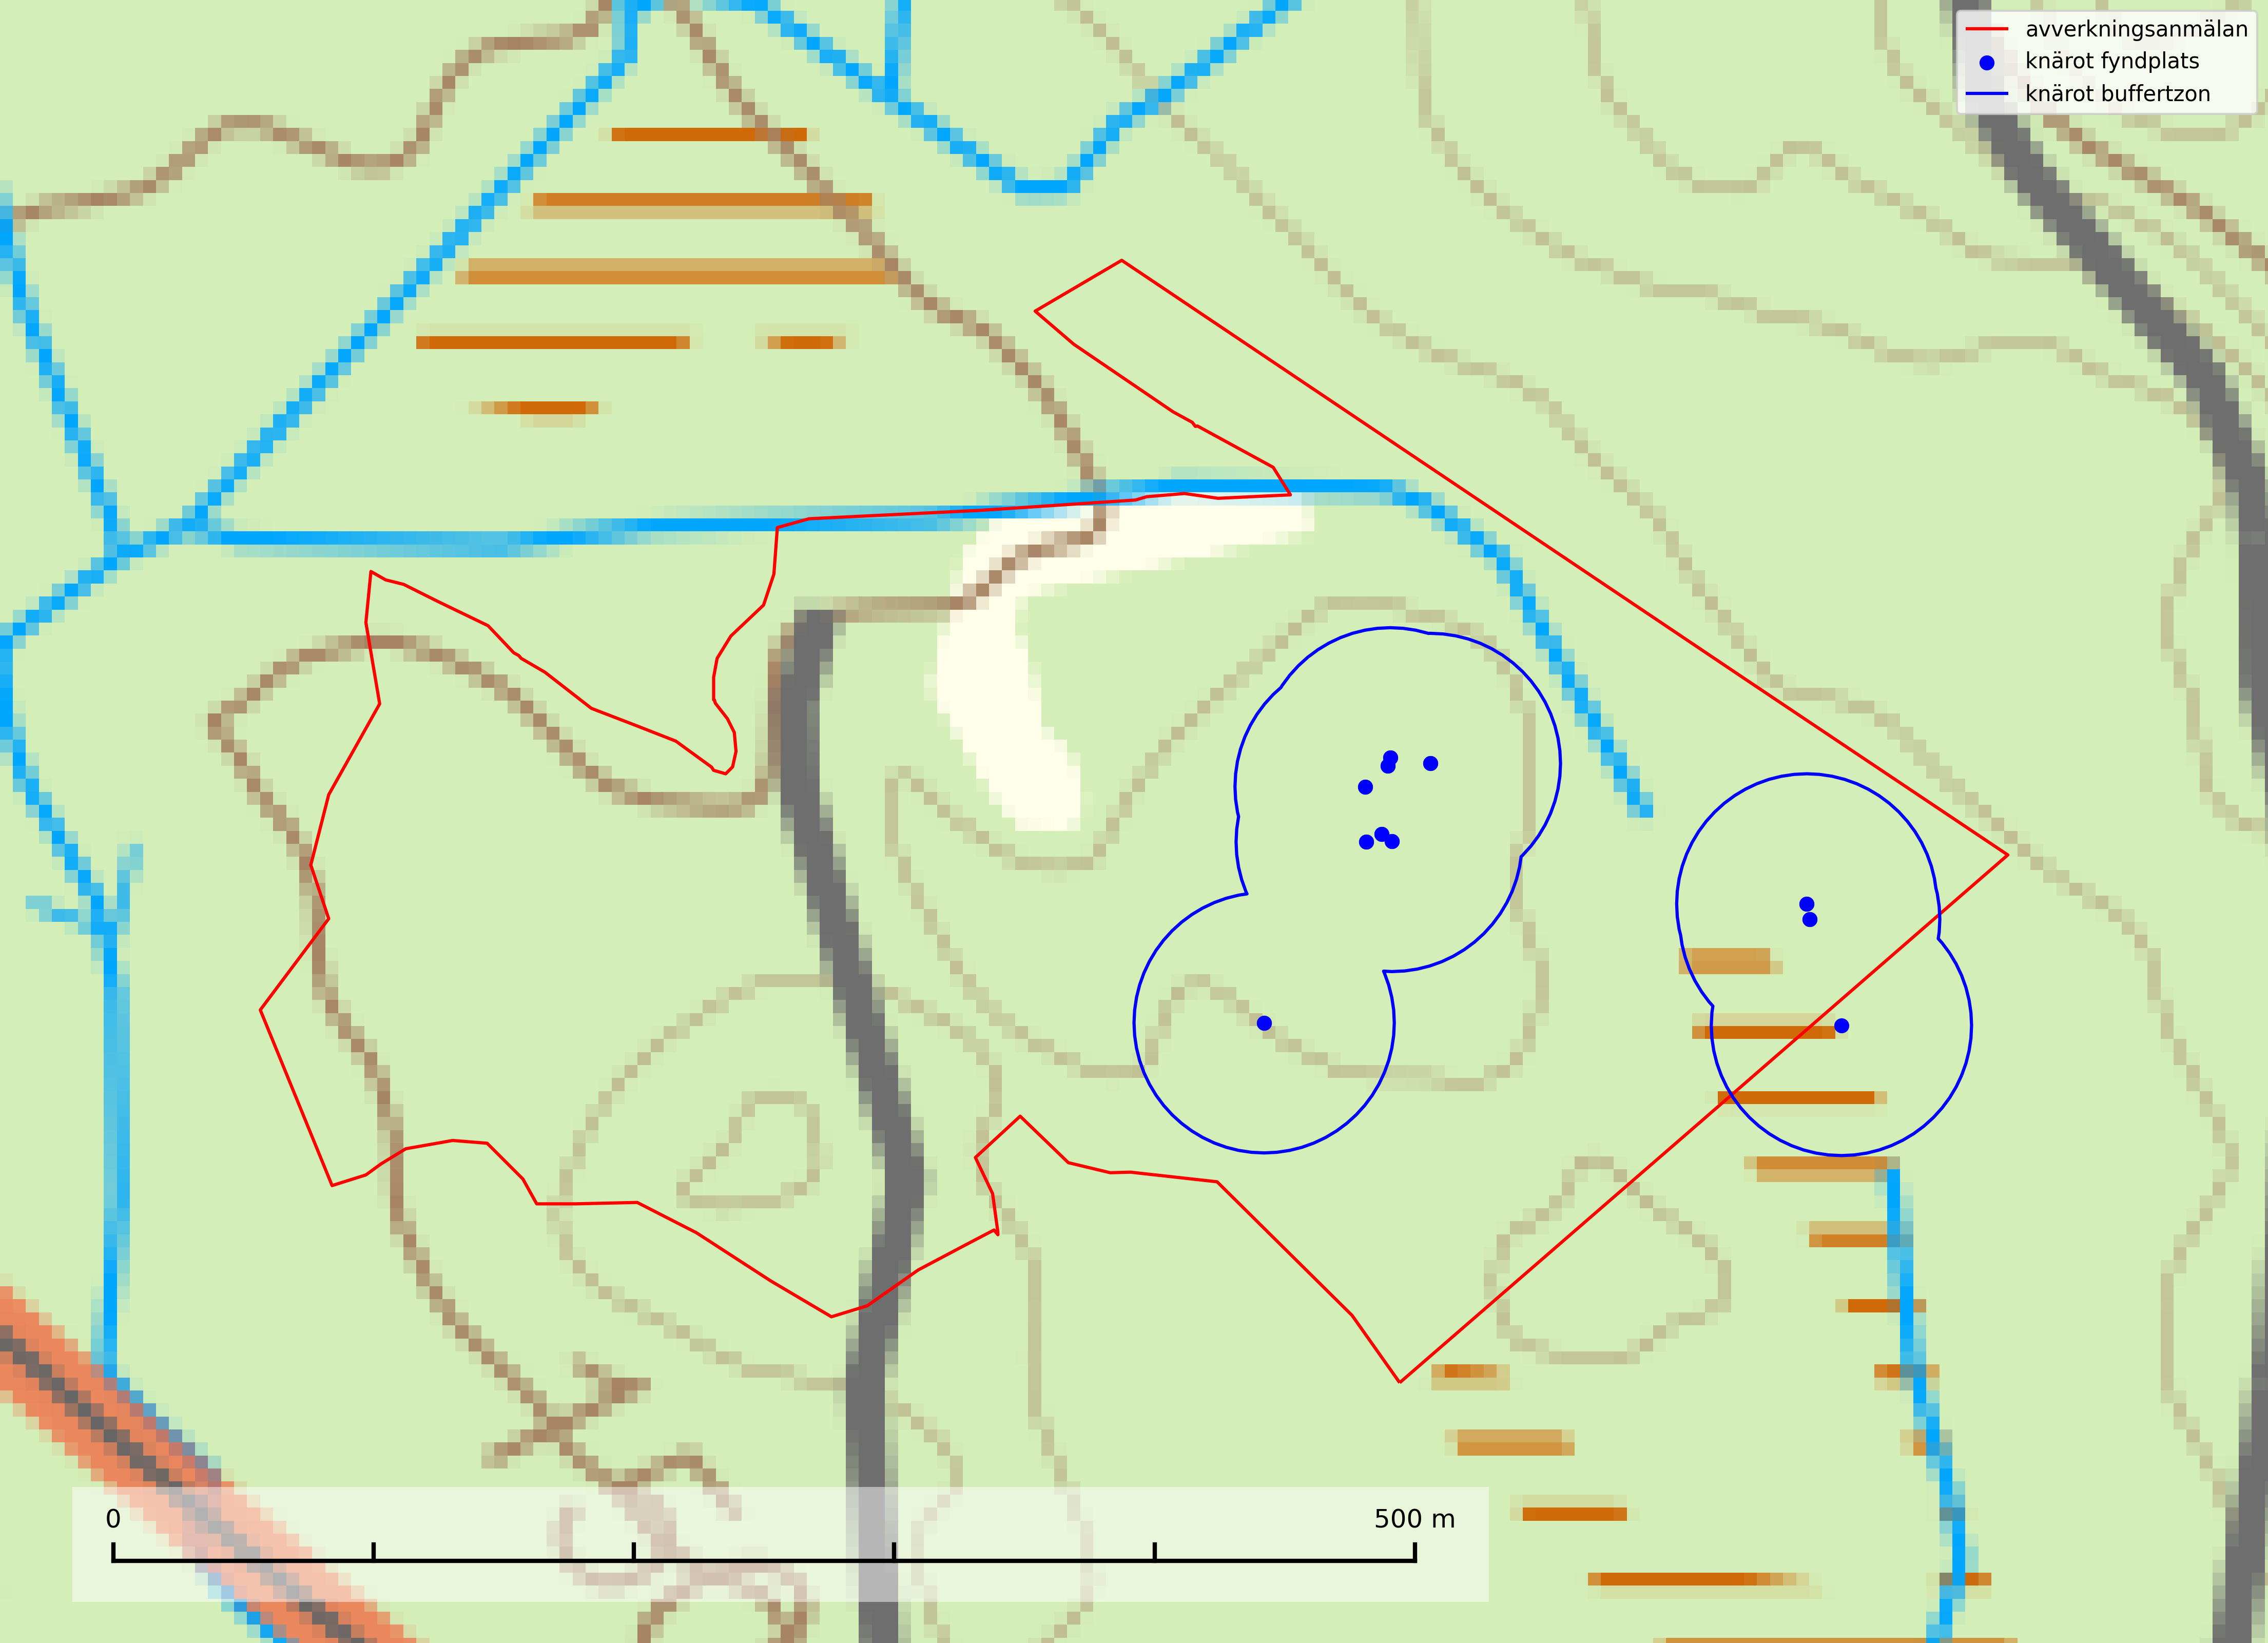 avverkningsanmälan
knärot fyndplats
knärot buffertzon
0 500 m